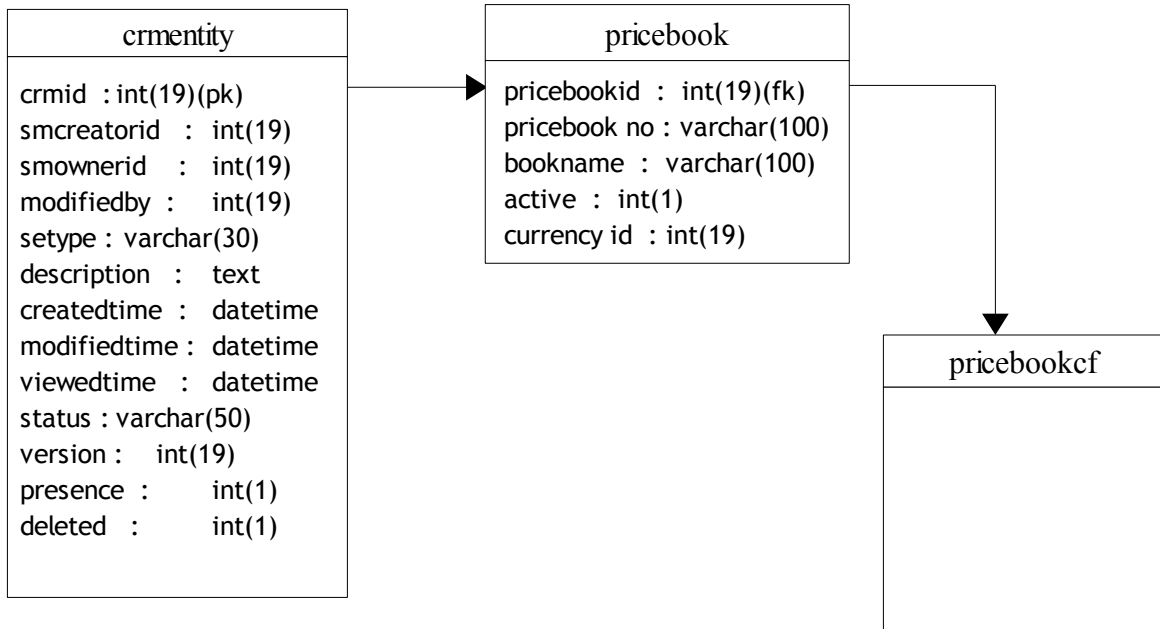 crmentity
crmid : int(19)(pk)
smcreatorid : int(19)
smownerid : int(19)
modifiedby : int(19)
setype : varchar(30)
description : text
createdtime : datetime
modifiedtime : datetime
viewedtime : datetime
status : varchar(50)
version : int(19)
presence : int(1)
deleted : int(1)
pricebook
pricebookid : int(19)(fk)
pricebook no : varchar(100)
bookname : varchar(100)
active : int(1)
currency id : int(19)
pricebookcf